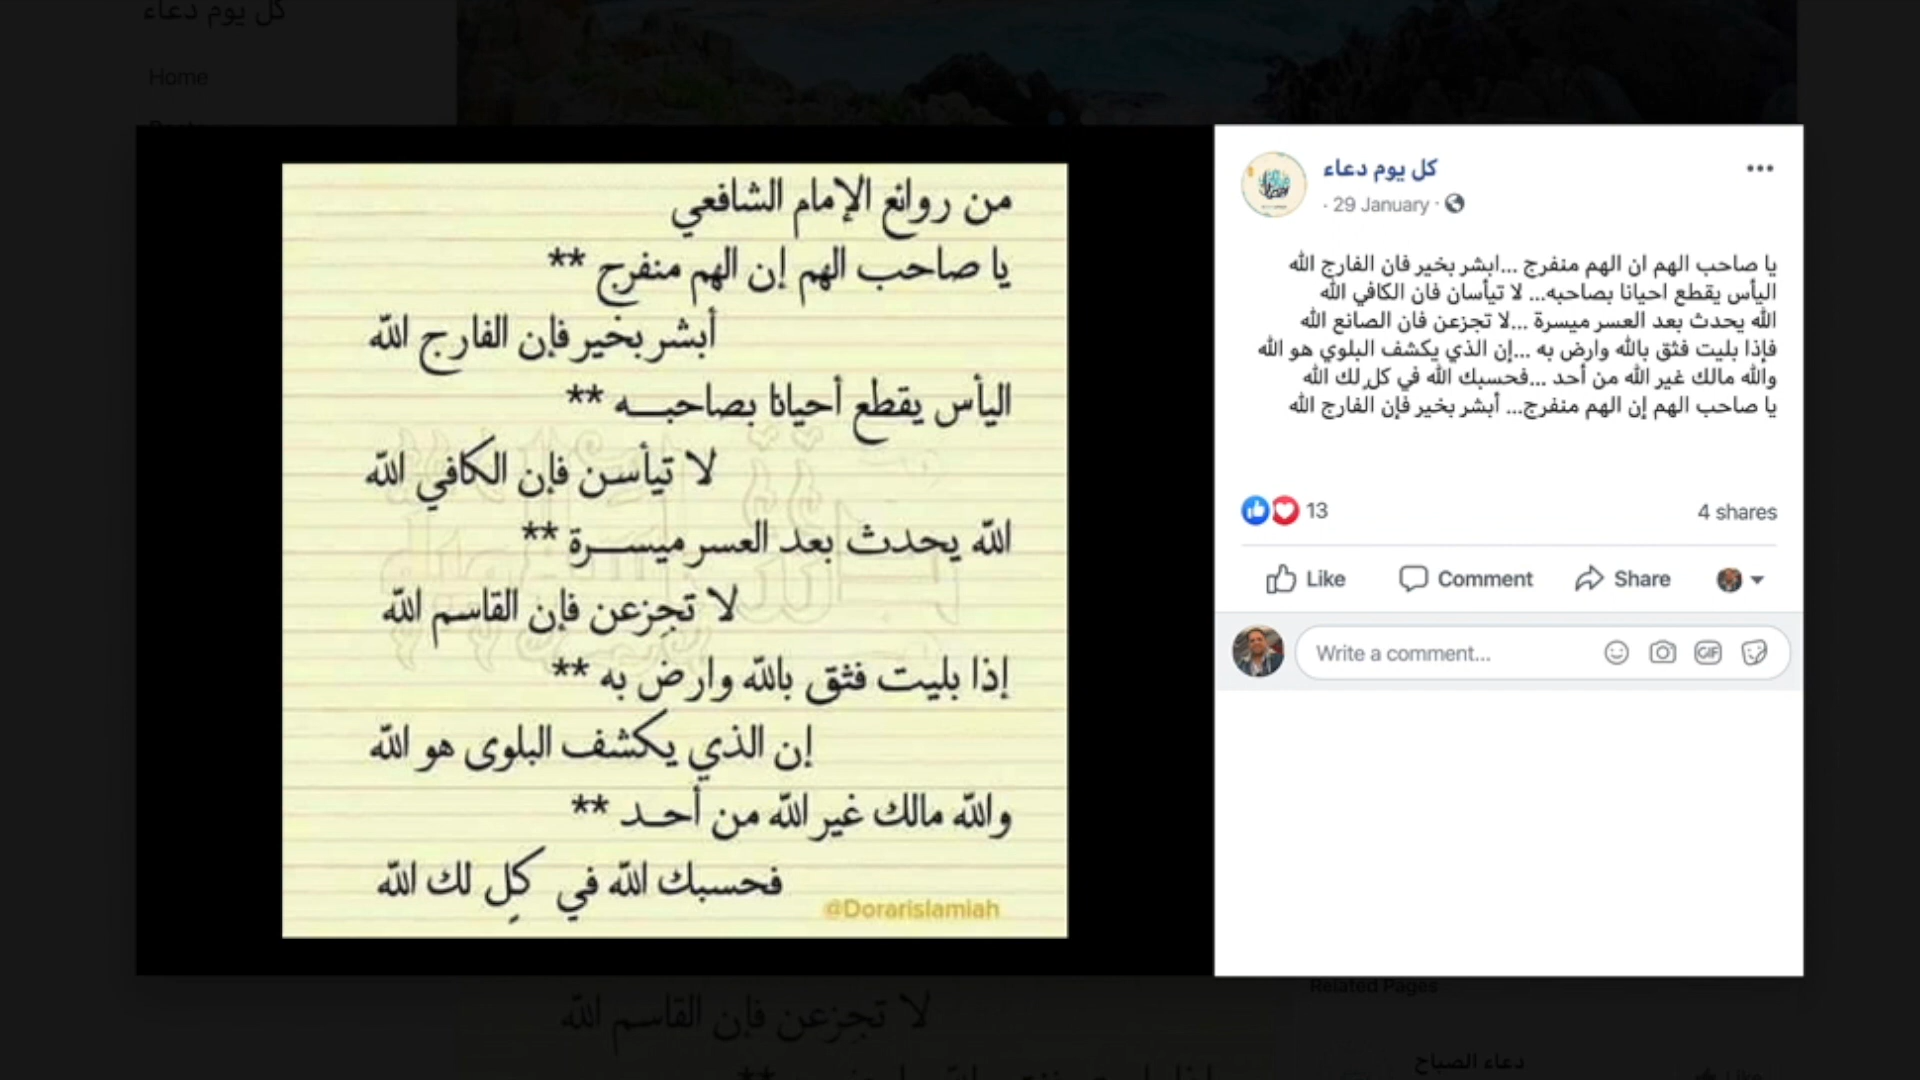 كل يوم دعاء
Home
من روائع الإمام الشافعي
يا صاحب الهم إن الهم منفرج **
أبشر بخير فإن الفارج الله
اليأس يقطع أحيانا بصاحبـــه **
لا تيأسن فإن الكافي الله
الله يحدث بعد العسر ميســـرة **
لا تجزعن فإن القاسم الله
إذا بليت فثق بالله وارض به **
إن الذي يكشف البلوى هو الله
والله مالك غير الله من أحـد **
فحسبك الله في كلِ لك الله
@Dorarislamiah
كل يوم دعاء
· 29 January ·
يا صاحب الهم ان الهم منفرج ...ابشر بخير فان الفارج الله
اليأس يقطع احيانا بصاحبه... لا تيأسان فان الكافي الله
الله يحدث بعد العسر ميسرة ...لا تجزعن فان الصانع الله
فإذا بليت فثق بالله وارض به ...إن الذي يكشف البلوي هو الله
والله مالك غير الله من أحد ...فحسبك الله في كلِ لك الله
يا صاحب الهم إن الهم منفرج... أبشر بخير فإن الفارج الله
13
4 shares
Like
Comment
Share
Write a comment...
GIF
Related Pages
لا تجزعن فإن القاسم الله
دعاء الصباح
Like